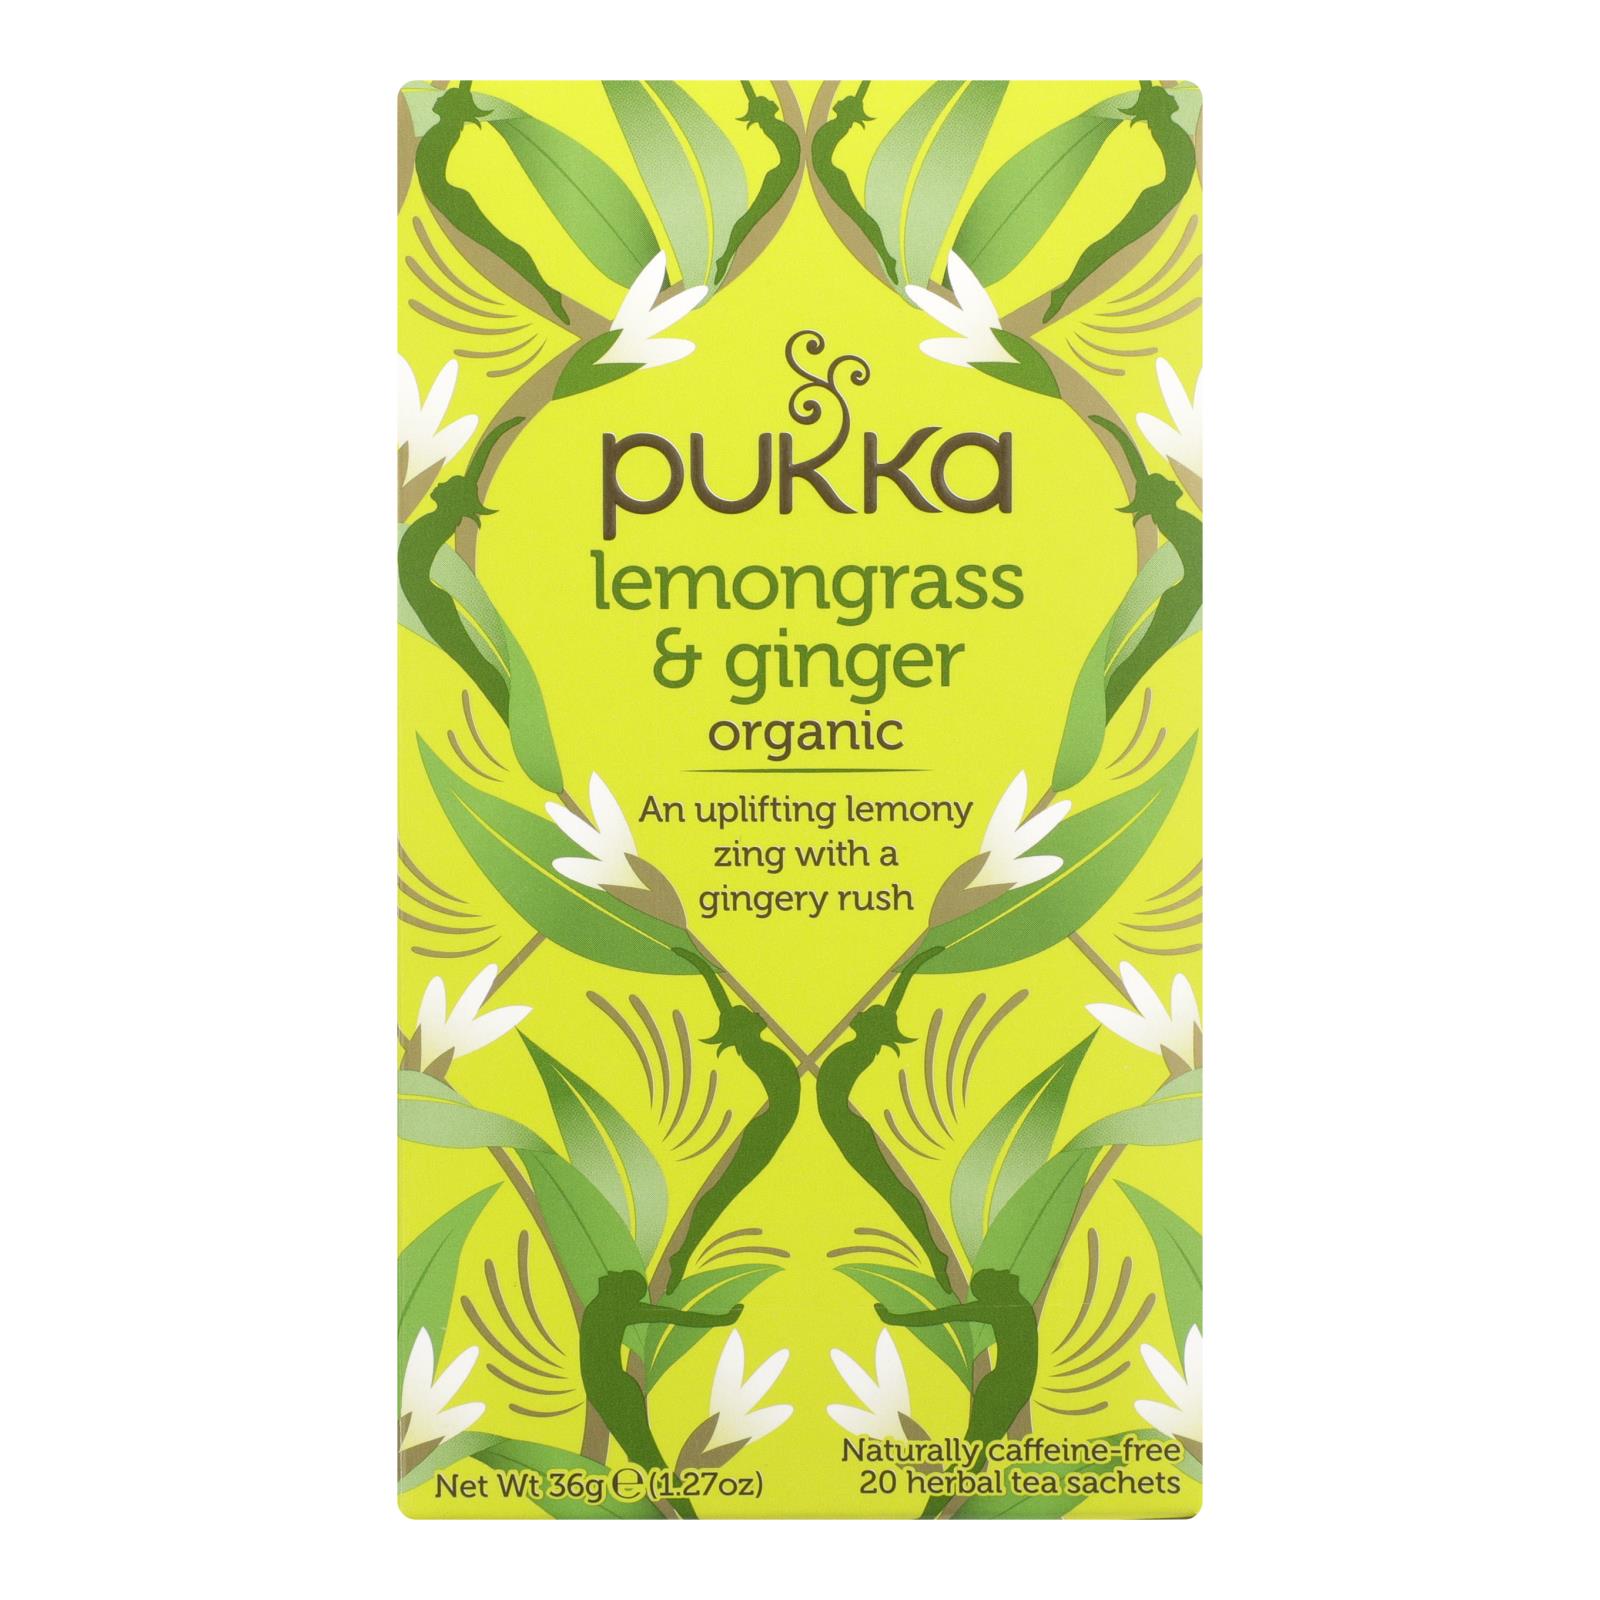 pukka
lemongrass
& ginger
organic
An uplifting lemony
zing with a
gingery rush
Naturally caffeine-free
Net Wt 36g ℮ (1.27oz)
20 herbal tea sachets